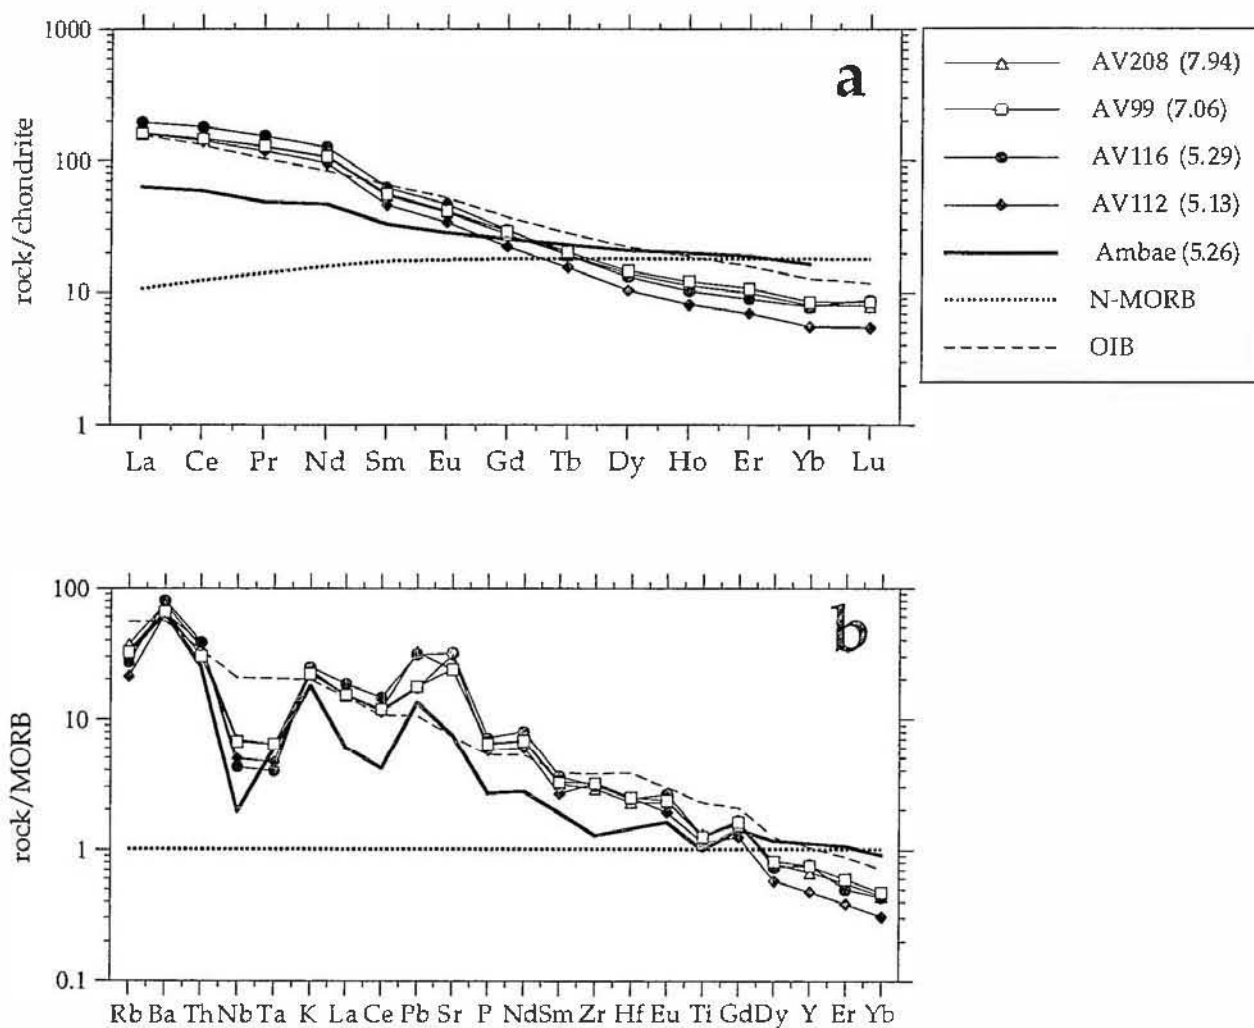 1000
100
10
1
rock/chondrite
a
La Ce Pr Nd Sm Eu Gd Tb Dy Ho Er Yb Lu
AV208 (7.94)
AV99 (7.06)
AV116 (5.29)
AV112 (5.13)
Ambae (5.26)
N-MORB
OIB
100
10
1
0.1
rock/MORB
b
Rb Ba Th Nb Ta K La Ce Pb Sr P Nd Sm Zr Hf Eu Ti Gd Dy Y Er Yb